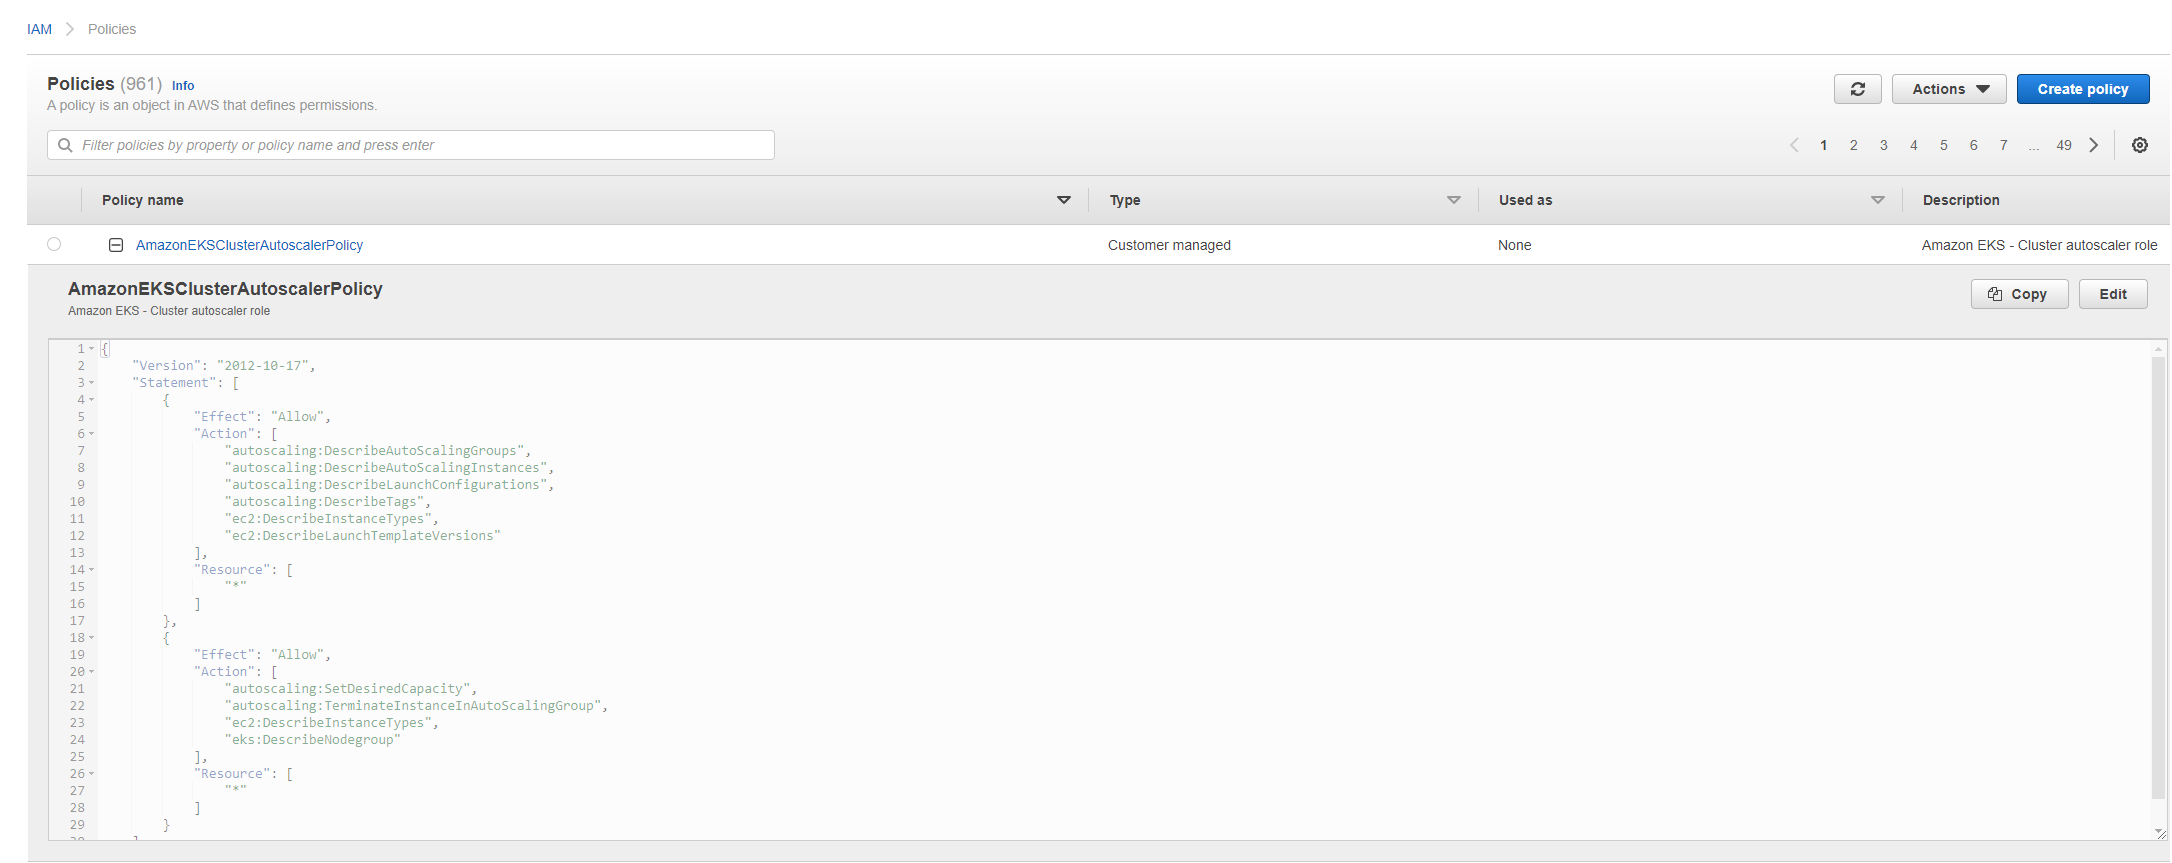 IAM > Policies
Policies (961) Info
A policy is an object in AWS that defines permissions.
Actions
Create policy
Filter policies by property or policy name and press enter
1 2 3 4 5 6 7 ... 49
Policy name Type Used as Description
AmazonEKSClusterAutoscalerPolicy Customer managed None Amazon EKS - Cluster autoscaler role
AmazonEKSClusterAutoscalerPolicy
Amazon EKS - Cluster autoscaler role
Copy Edit
1 {
2 "Version": "2012-10-17",
3 "Statement": [
4 {
5 "Effect": "Allow",
6 "Action": [
7 "autoscaling:DescribeAutoScalingGroups",
8 "autoscaling:DescribeAutoScalingInstances",
9 "autoscaling:DescribeLaunchConfigurations",
10 "autoscaling:DescribeTags",
11 "ec2:DescribeInstanceTypes",
12 "ec2:DescribeLaunchTemplateVersions"
13 ],
14 "Resource": [
15 "*"
16 ]
17 },
18 {
19 "Effect": "Allow",
20 "Action": [
21 "autoscaling:SetDesiredCapacity",
22 "autoscaling:TerminateInstanceInAutoScalingGroup",
23 "ec2:DescribeInstanceTypes",
24 "eks:DescribeNodegroup"
25 ],
26 "Resource": [
27 "*"
28 ]
29 }